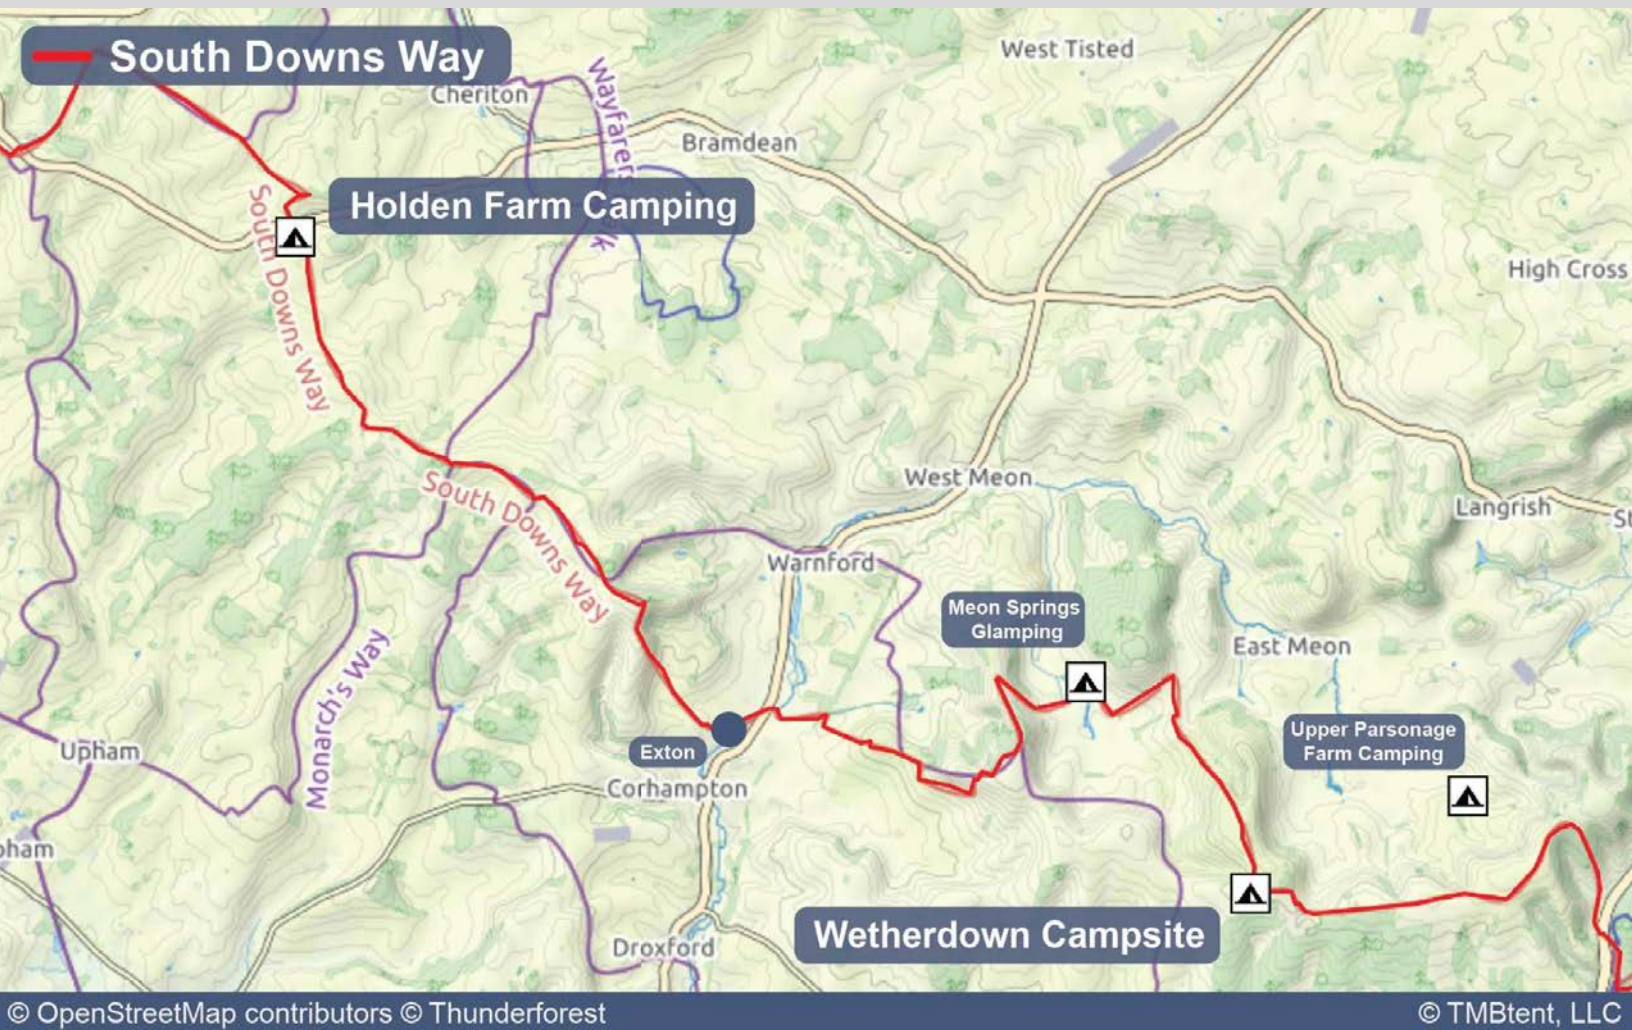 South Downs Way
West Tisted
Cheriton
Wayfarers
Bramdean
South Downs Way
Holden Farm Camping
High Cross
South Downs Way
West Meon
Langrish
Warnford
Meon Springs
Glamping
East Meon
Monarch's Way
Upham
Exton
Upper Parsonage
Farm Camping
Corhampton
Wetherdown Campsite
Droxford
© OpenStreetMap contributors © Thunderforest
© TMBtent, LLC